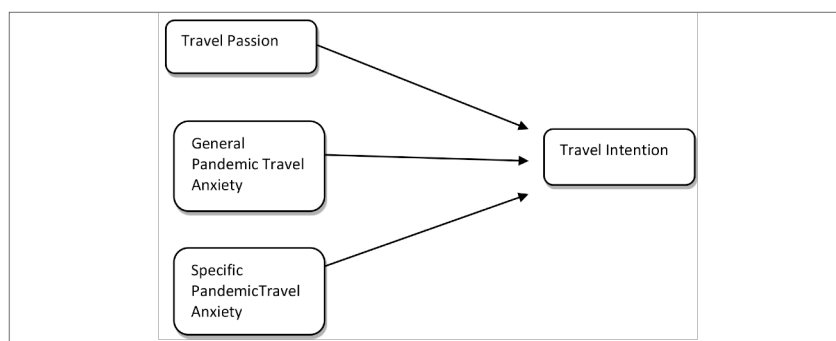 Travel Passion
General
Pandemic Travel
Anxiety
Travel Intention
Specific
PandemicTravel
Anxiety